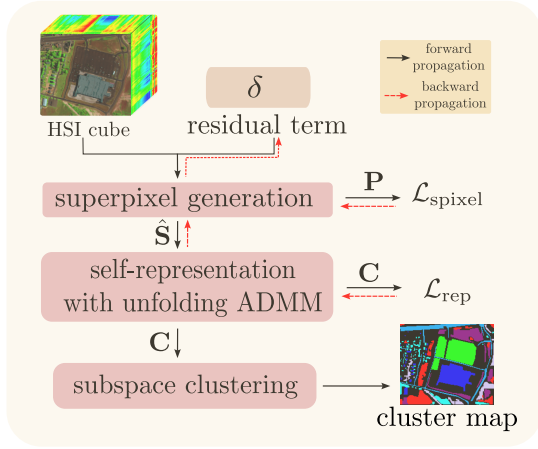 forward
propagation
backward
propagation
δ
HSI cube
residual term
superpixel generation
P
ℒspixel
Ŝ
self-representation
with unfolding ADMM
C
ℒrep
C
subspace clustering
cluster map